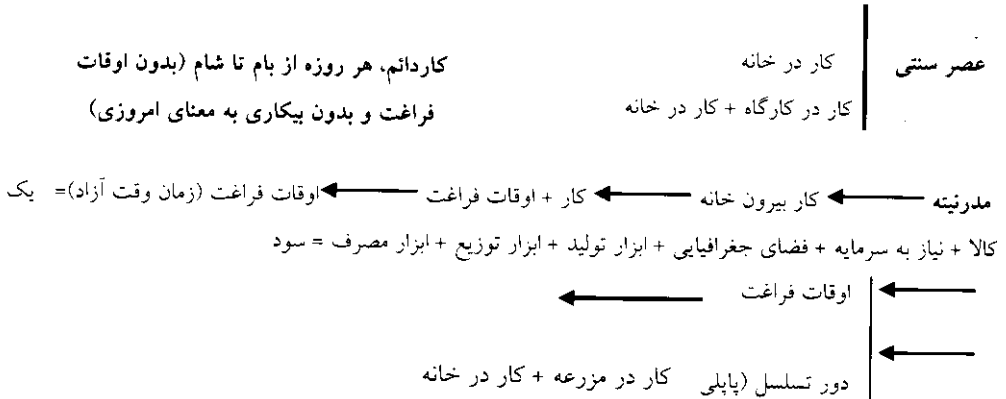 عصر سنتی کار در خانه کاردائم، هر روزه از بام تا شام (بدون اوقات
کار در کارگاه + کار در خانه فراغت و بدون بیکاری به معنای امروزی)
مدرنیته کار بیرون خانه کار + اوقات فراغت اوقات فراغت (زمان وقت آزاد)= یک
کالا + نیاز به سرمایه + فضای جغرافیایی + ابزار تولید + ابزار توزیع + ابزار مصرف = سود
اوقات فراغت
دور تسلسل (پاپلی کار در مزرعه + کار در خانه